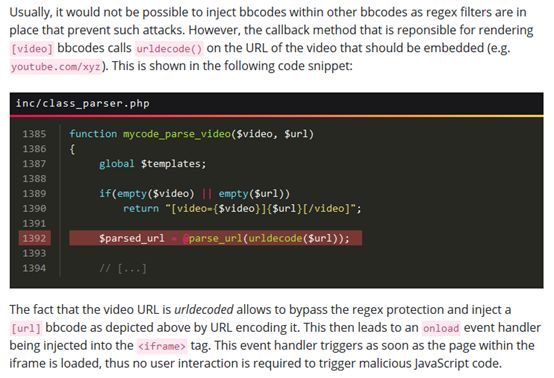 Usually, it would not be possible to inject bbcodes within other bbcodes as regex filters are in
place that prevent such attacks. However, the callback method that is reponsible for rendering
[video] bbcodes calls urldecode() on the URL of the video that should be embedded (e.g.
youtube.com/xyz). This is shown in the following code snippet:
inc/class_parser.php
1385 function mycode_parse_video($video, $url)
1386 {
1387 global $templates;
1388
1389 if(empty($video) || empty($url))
1390 return "[video={$video}]{$url}[/video]";
1391
1392 $parsed_url = @parse_url(urldecode($url));
1393
1394 // [...]
The fact that the video URL is urldecoded allows to bypass the regex protection and inject a
[url] bbcode as depicted above by URL encoding it. This then leads to an onload event handler
being injected into the <iframe> tag. This event handler triggers as soon as the page within the
iframe is loaded, thus no user interaction is required to trigger malicious JavaScript code.